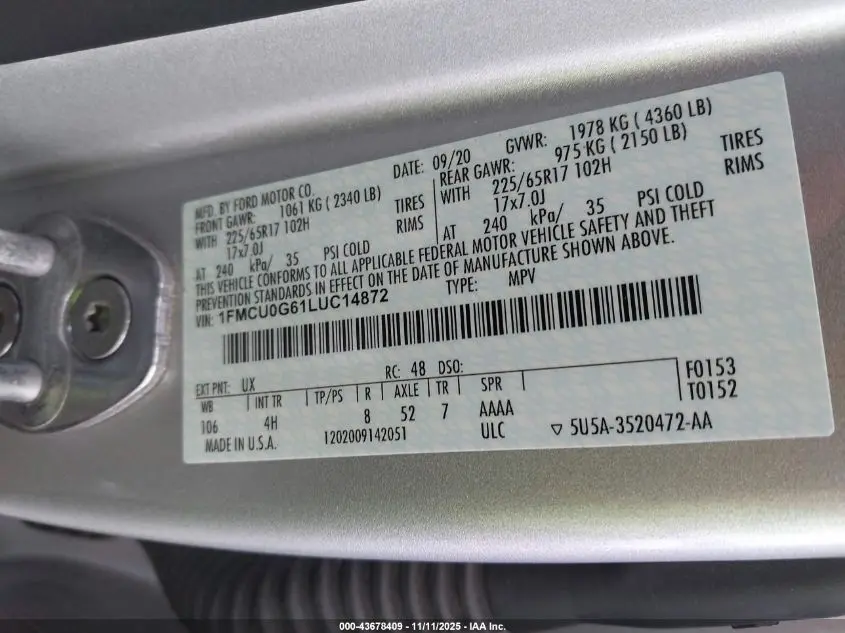 MFD. BY FORD MOTOR CO.
DATE: 09/20 GVWR: 1978 KG ( 4360 LB)
FRONT GAWR: 1061 KG ( 2340 LB) REAR GAWR: 975 KG ( 2150 LB)
WITH 225/65R17 102H TIRES WITH 225/65R17 102H TIRES
17x7.0J RIMS 17x7.0J RIMS
AT 240 kPa/ 35 PSI COLD AT 240 kPa/ 35 PSI COLD
THIS VEHICLE CONFORMS TO ALL APPLICABLE FEDERAL MOTOR VEHICLE SAFETY AND THEFT
PREVENTION STANDARDS IN EFFECT ON THE DATE OF MANUFACTURE SHOWN ABOVE.
VIN: 1FMCU0G61LUC14872 TYPE: MPV
EXT PNT: UX RC: 48 DSO: F0153
WB INT TR TP/PS R AXLE TR SPR T0152
106 4H 8 52 7 AAAA
MADE IN U.S.A. 1202009142051 ULC ▽ 5U5A-3520472-AA
000-43678409 - 11/11/2025 - IAA Inc.